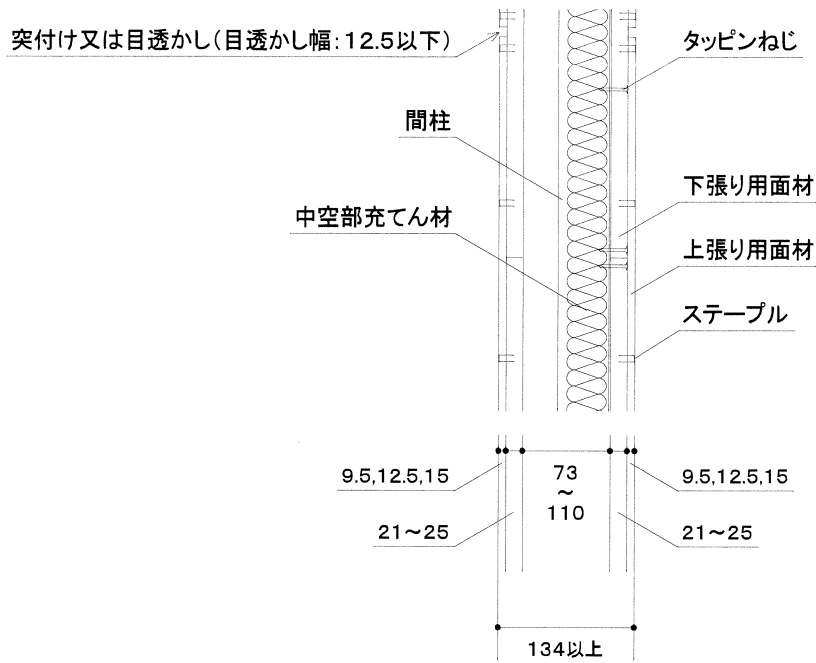 突付け又は目透かし(目透かし幅:12.5以下)
タッピンねじ
間柱
下張り用面材
中空部充てん材
上張り用面材
ステープル
9.5,12.5,15
73
～
110
9.5,12.5,15
21～25
21～25
134以上